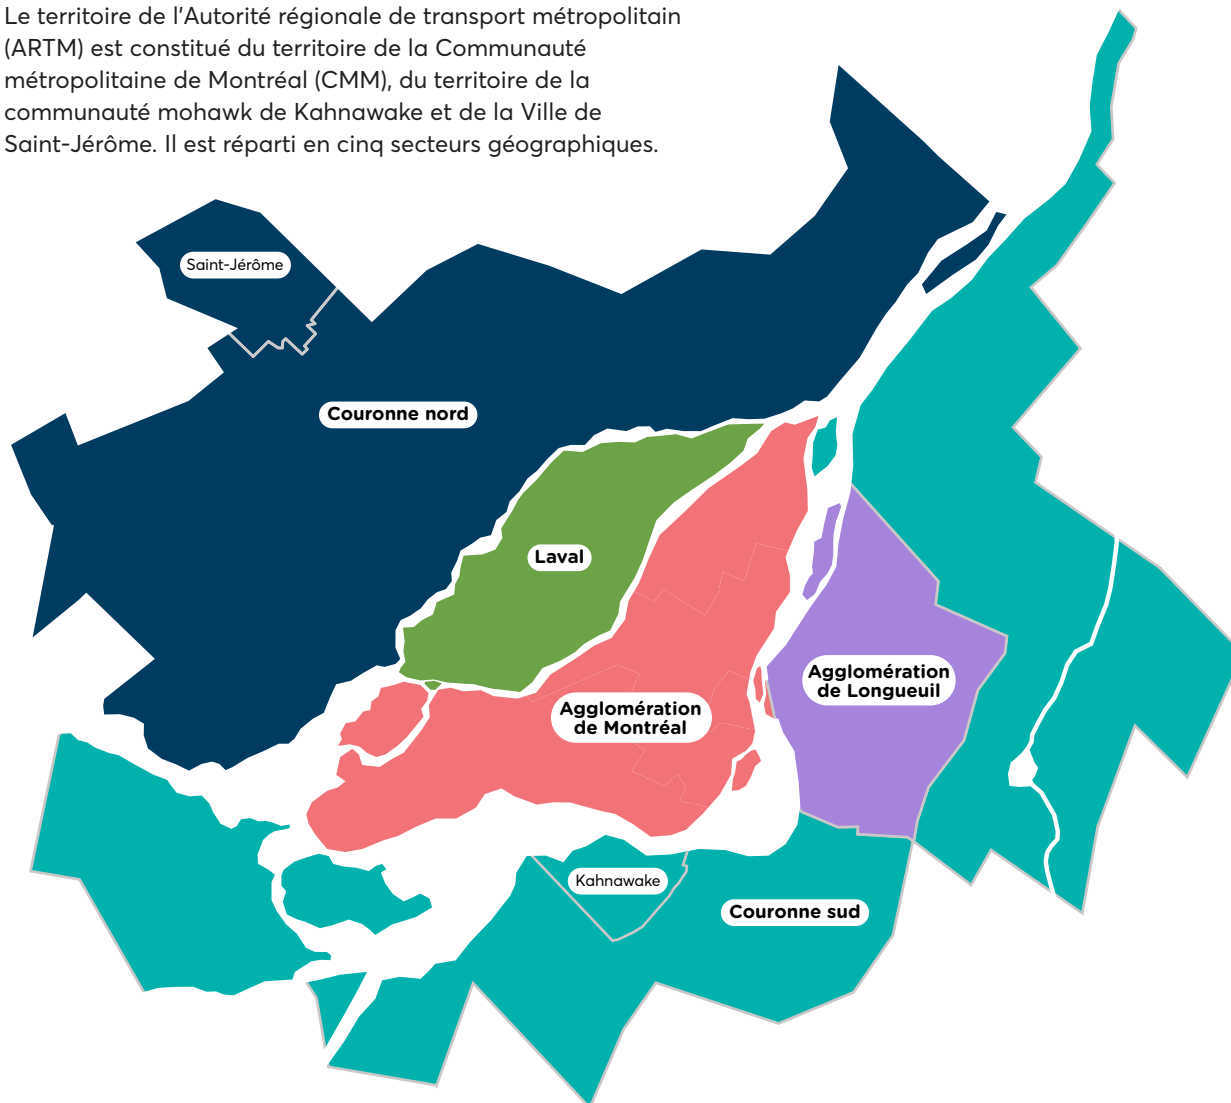 Le territoire de l'Autorité régionale de transport métropolitain
(ARTM) est constitué du territoire de la Communauté
métropolitaine de Montréal (CMM), du territoire de la
communauté mohawk de Kahnawake et de la Ville de
Saint-Jérôme. Il est réparti en cinq secteurs géographiques.
Saint-Jérôme
Couronne nord
Laval
Agglomération
de Longueuil
Agglomération
de Montréal
Kahnawake
Couronne sud